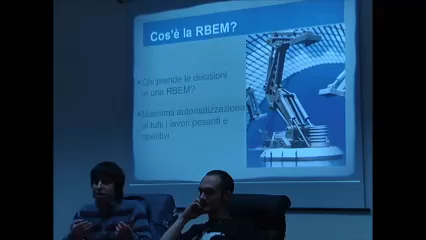 Cos'è la RBEM?
Chi prende le decisioni
in una RBEM?
Massima automatizzazione
di tutti i lavori pesanti e
ripetitivi